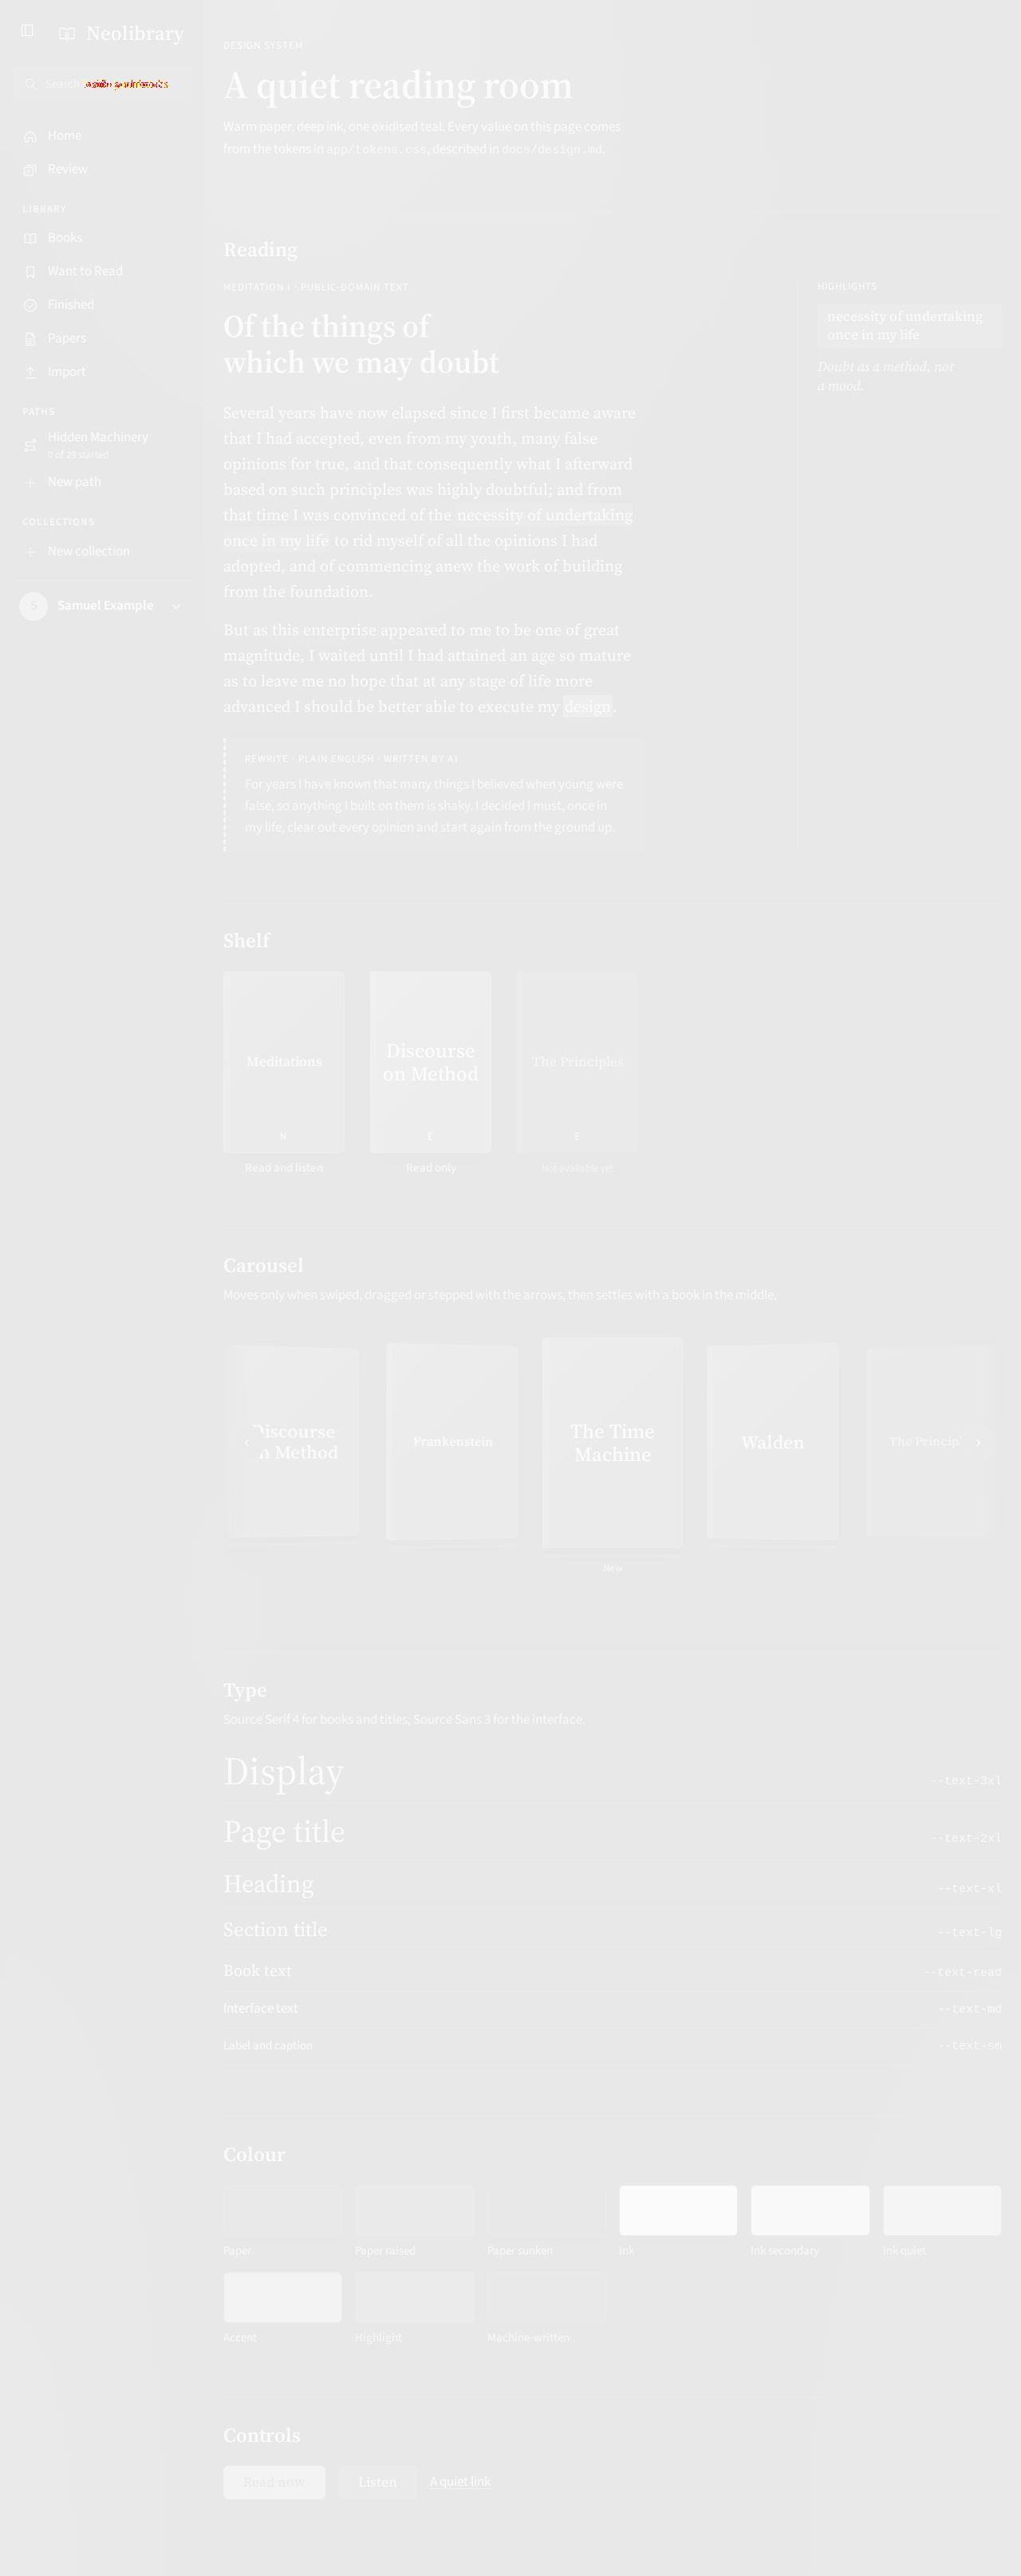 Neolibrary
Search
Home
Review
LIBRARY
Books
Want to Read
Finished
Papers
Import
PATHS
Hidden Machinery
0 of 29 started
New path
COLLECTIONS
New collection
S
Samuel Example
DESIGN SYSTEM
A quiet reading room
Warm paper, deep ink, one oxidised teal. Every value on this page comes
from the tokens in app/tokens.css, described in docs/design.md.
Reading
MEDITATION I · PUBLIC-DOMAIN TEXT
Of the things of
which we may doubt
Several years have now elapsed since I first became aware
that I had accepted, even from my youth, many false
opinions for true, and that consequently what I afterward
based on such principles was highly doubtful; and from
that time I was convinced of the necessity of undertaking
once in my life to rid myself of all the opinions I had
adopted, and of commencing anew the work of building
from the foundation.
But as this enterprise appeared to me to be one of great
magnitude, I waited until I had attained an age so mature
as to leave me no hope that at any stage of life more
advanced I should be better able to execute my design.
REWRITE · PLAIN ENGLISH · WRITTEN BY AI
For years I have known that many things I believed when young were
false, so anything I built on them is shaky. I decided I must, once in
my life, clear out every opinion and start again from the ground up.
HIGHLIGHTS
necessity of undertaking
once in my life
Doubt as a method, not
a mood.
Shelf
Meditations
N
Read and listen
Discourse
on Method
E
Read only
The Principles
E
Not available yet
Carousel
Moves only when swiped, dragged or stepped with the arrows, then settles with a book in the middle.
Discourse
on Method
Frankenstein
The Time
Machine
New
Walden
The Princip
Type
Source Serif 4 for books and titles; Source Sans 3 for the interface.
Display
--text-3xl
Page title
--text-2xl
Heading
--text-xl
Section title
--text-lg
Book text
--text-read
Interface text
--text-md
Label and caption
--text-sm
Colour
Paper
Paper raised
Paper sunken
Ink
Ink secondary
Ink quiet
Accent
Highlight
Machine-written
Controls
Read now
Listen
A quiet link